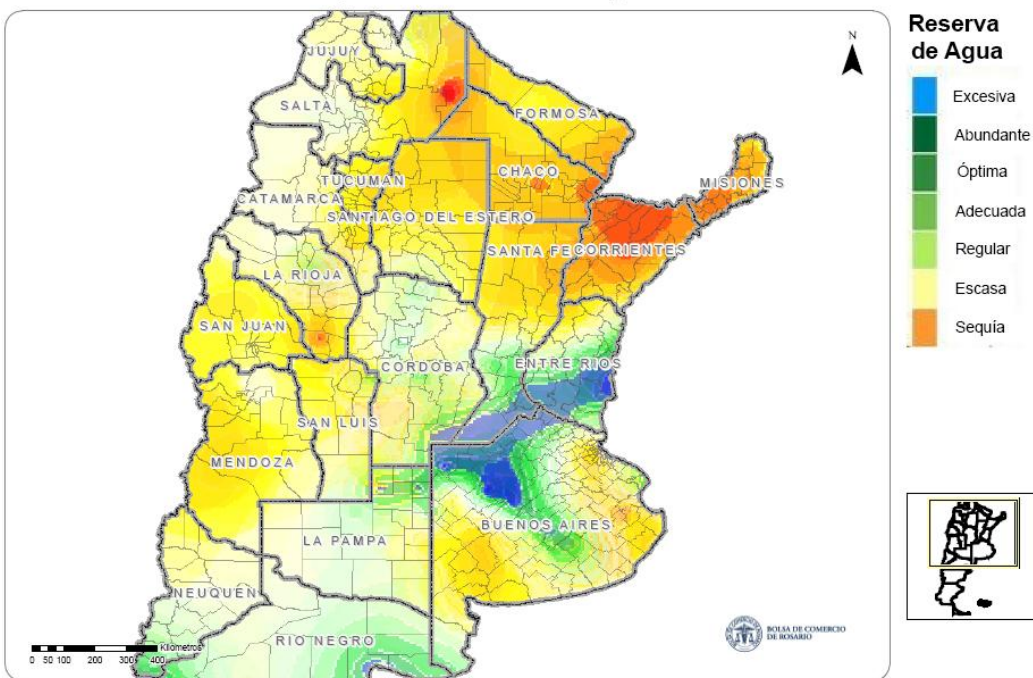 Reserva
de Agua
N
JUJUY
SALTA
FORMOSA
CHACO
MISIONES
TUCUMAN
CATAMARCA
SANTIAGO DEL ESTERO
SANTA FE
CORRIENTES
LA RIOJA
SAN JUAN
CORDOBA
ENTRE RIOS
SAN LUIS
MENDOZA
BUENOS AIRES
LA PAMPA
NEUQUEN
RIO NEGRO
Kilometros
0 50 100 200 300 400
BOLSA DE COMERCIO
DE ROSARIO
Excesiva
Abundante
Óptima
Adecuada
Regular
Escasa
Sequía